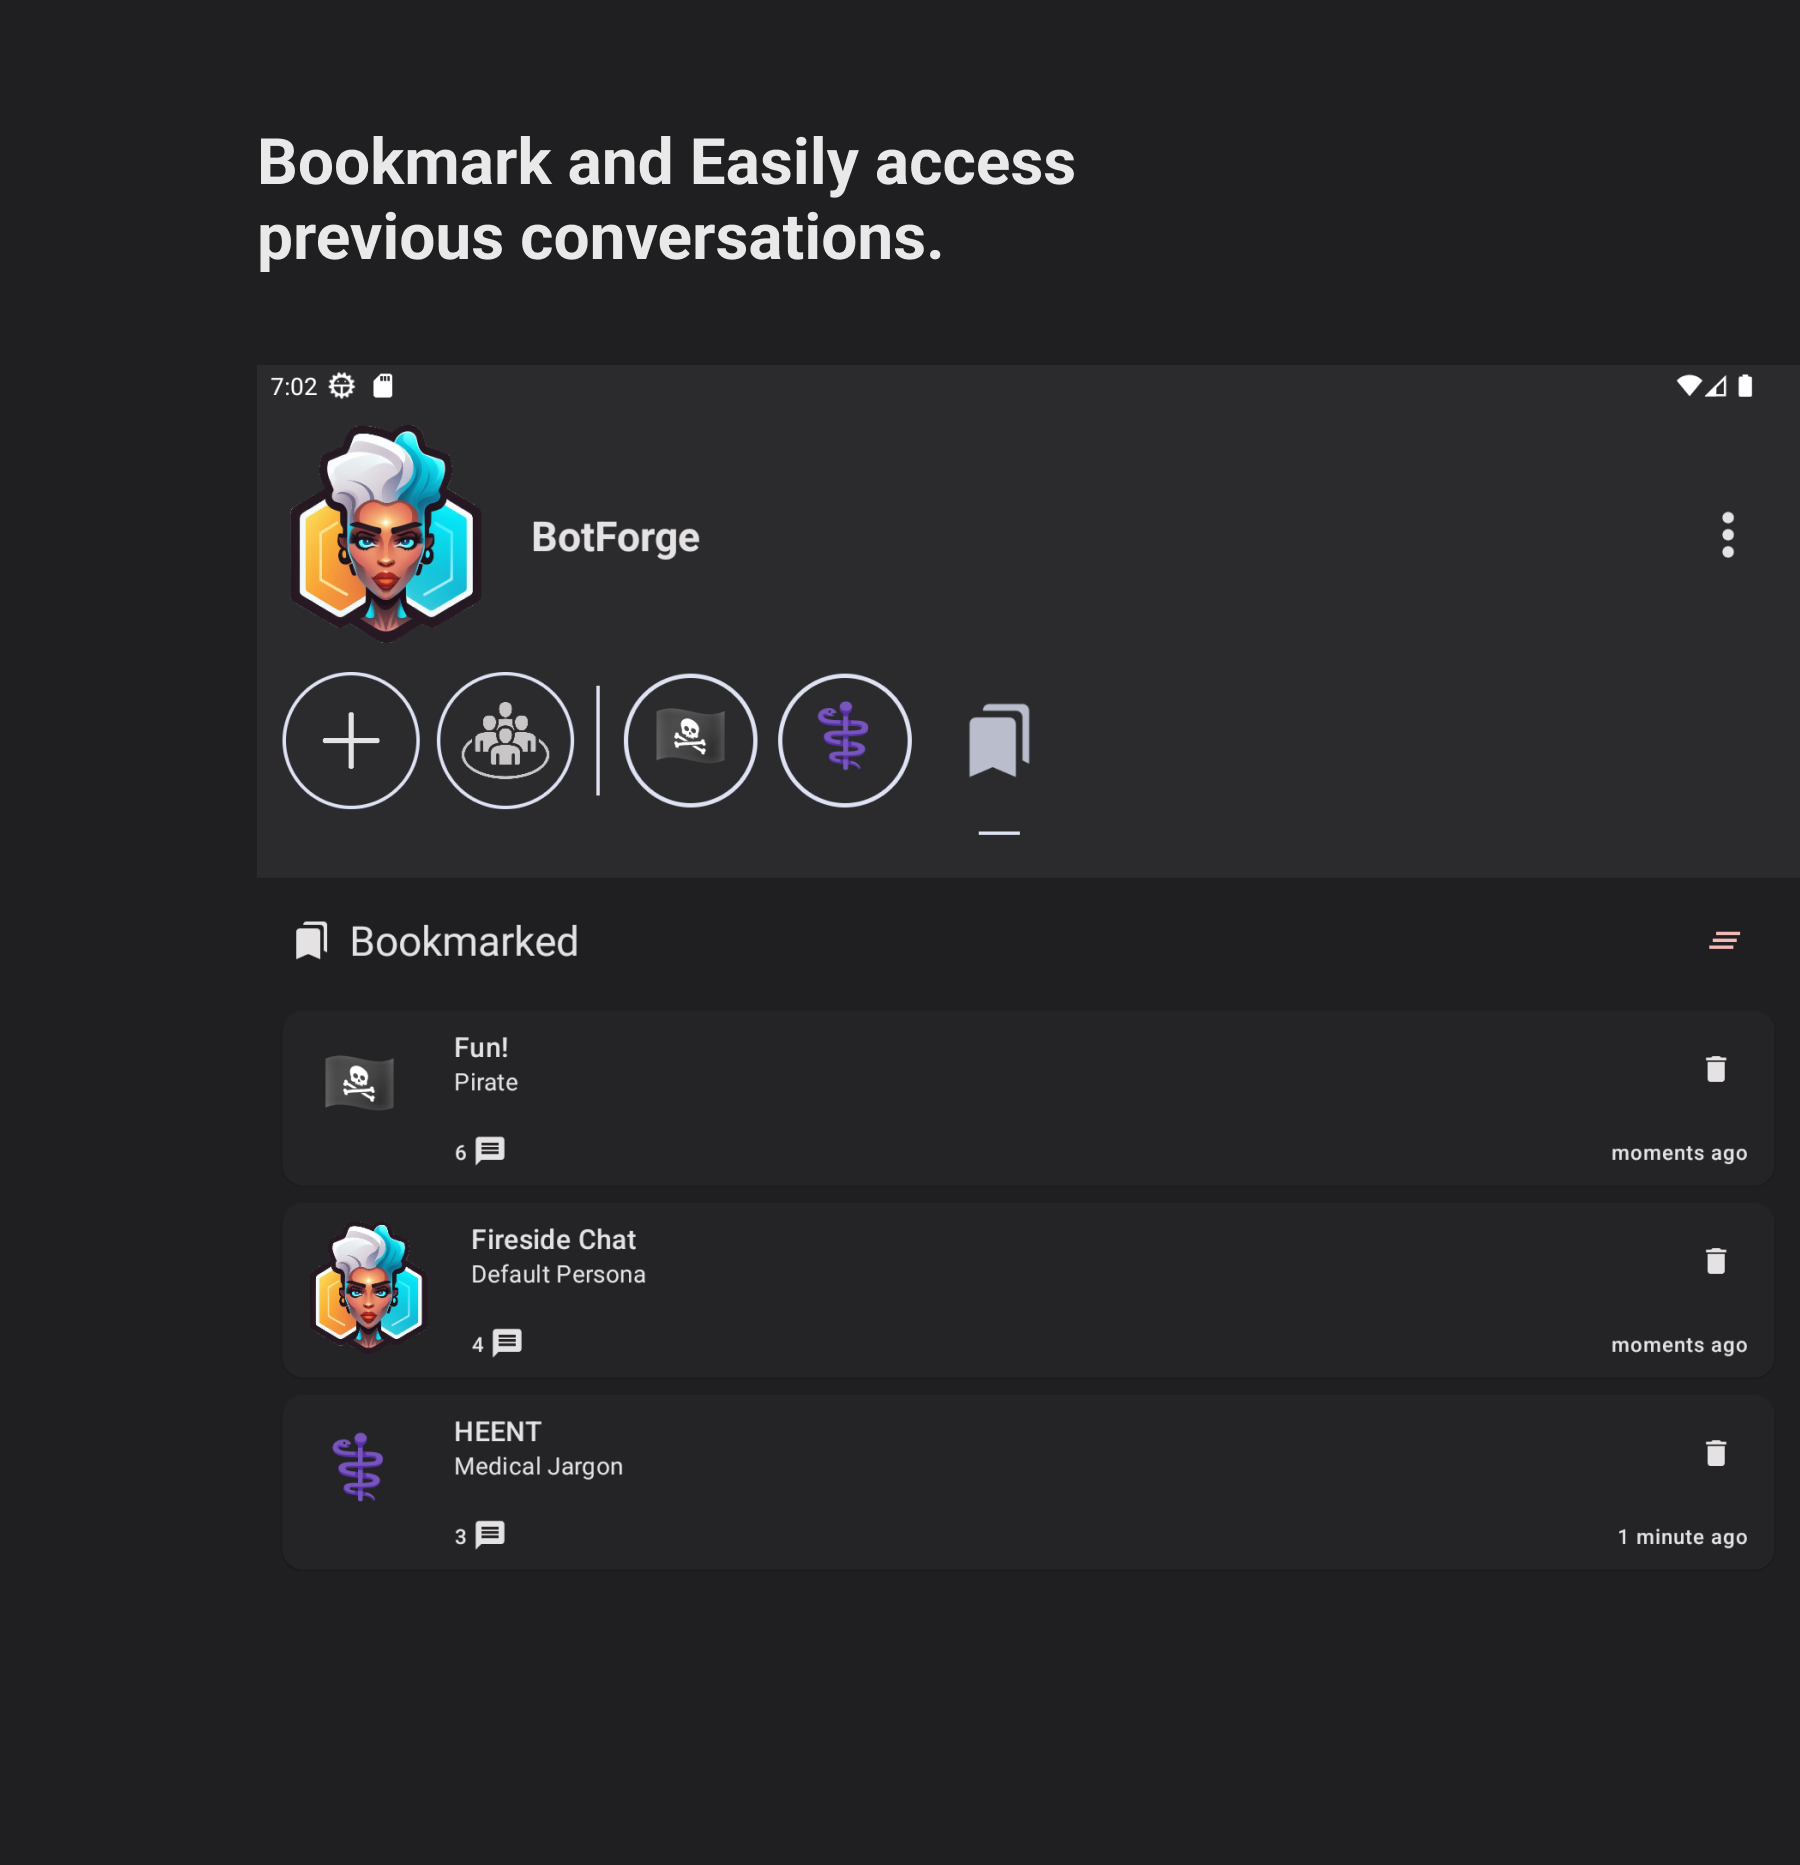 Bookmark and Easily access
previous conversations.
7:02
BotForge
Bookmarked
Fun!
Pirate
6
moments ago
Fireside Chat
Default Persona
4
moments ago
HEENT
Medical Jargon
3
1 minute ago